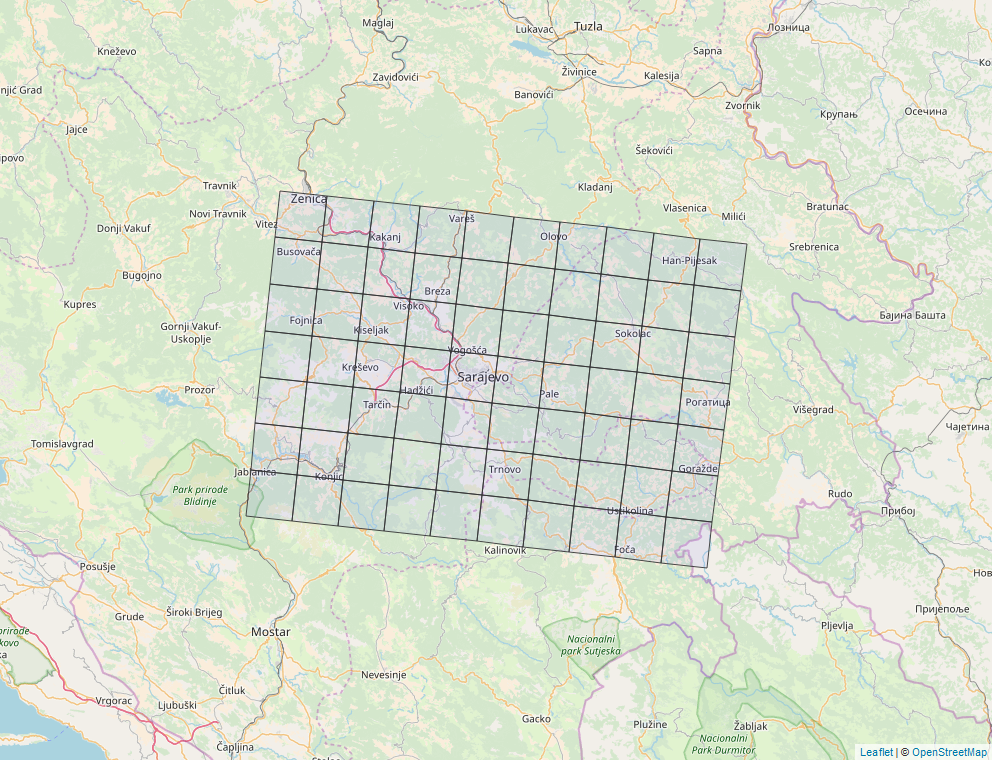 Maglaj
Lukavac
Tuzla
Лозница
Kneževo
Sapna
Ko
Zavidovići
Živinice
Kalesija
njić Grad
Banovići
Zvornik
Крупањ
Осечина
Jajce
ipovo
Šekovići
Travnik
Kladanj
Zenica
Novi Travnik
Vlasenica
Bratunac
Milići
Vareš
Vitez
Donji Vakuf
Kakanj
Olovo
Srebrenica
Busovača
Han-Pijesak
Bugojno
Breza
Kupres
Visoko
Бајина Башта
Fojnica
Gornji Vakuf-
Uskoplje
Kiseljak
Sokolac
Vogošća
Kreševo
Sarajevo
Prozor
Hadžići
Pale
Tarčin
Рогатица
Višegrad
Чајетина
Tomislavgrad
Jablanica
Konjic
Trnovo
Goražde
Park prirode
Blidinje
Rudo
Прибој
Ustikolina
Kalinovik
Foča
Posušje
Нов
Grude
Široki Brijeg
Пријепоље
Pljevlja
Mostar
prirode
kovo
ka
Nacionalni
park Sutjeska
Nevesinje
Čitluk
Vrgorac
Ljubuški
Gacko
Plužine
Žabljak
Nacionalni
Park Durmitor
Čapljina
Stolac
Leaflet | © OpenStreetMap